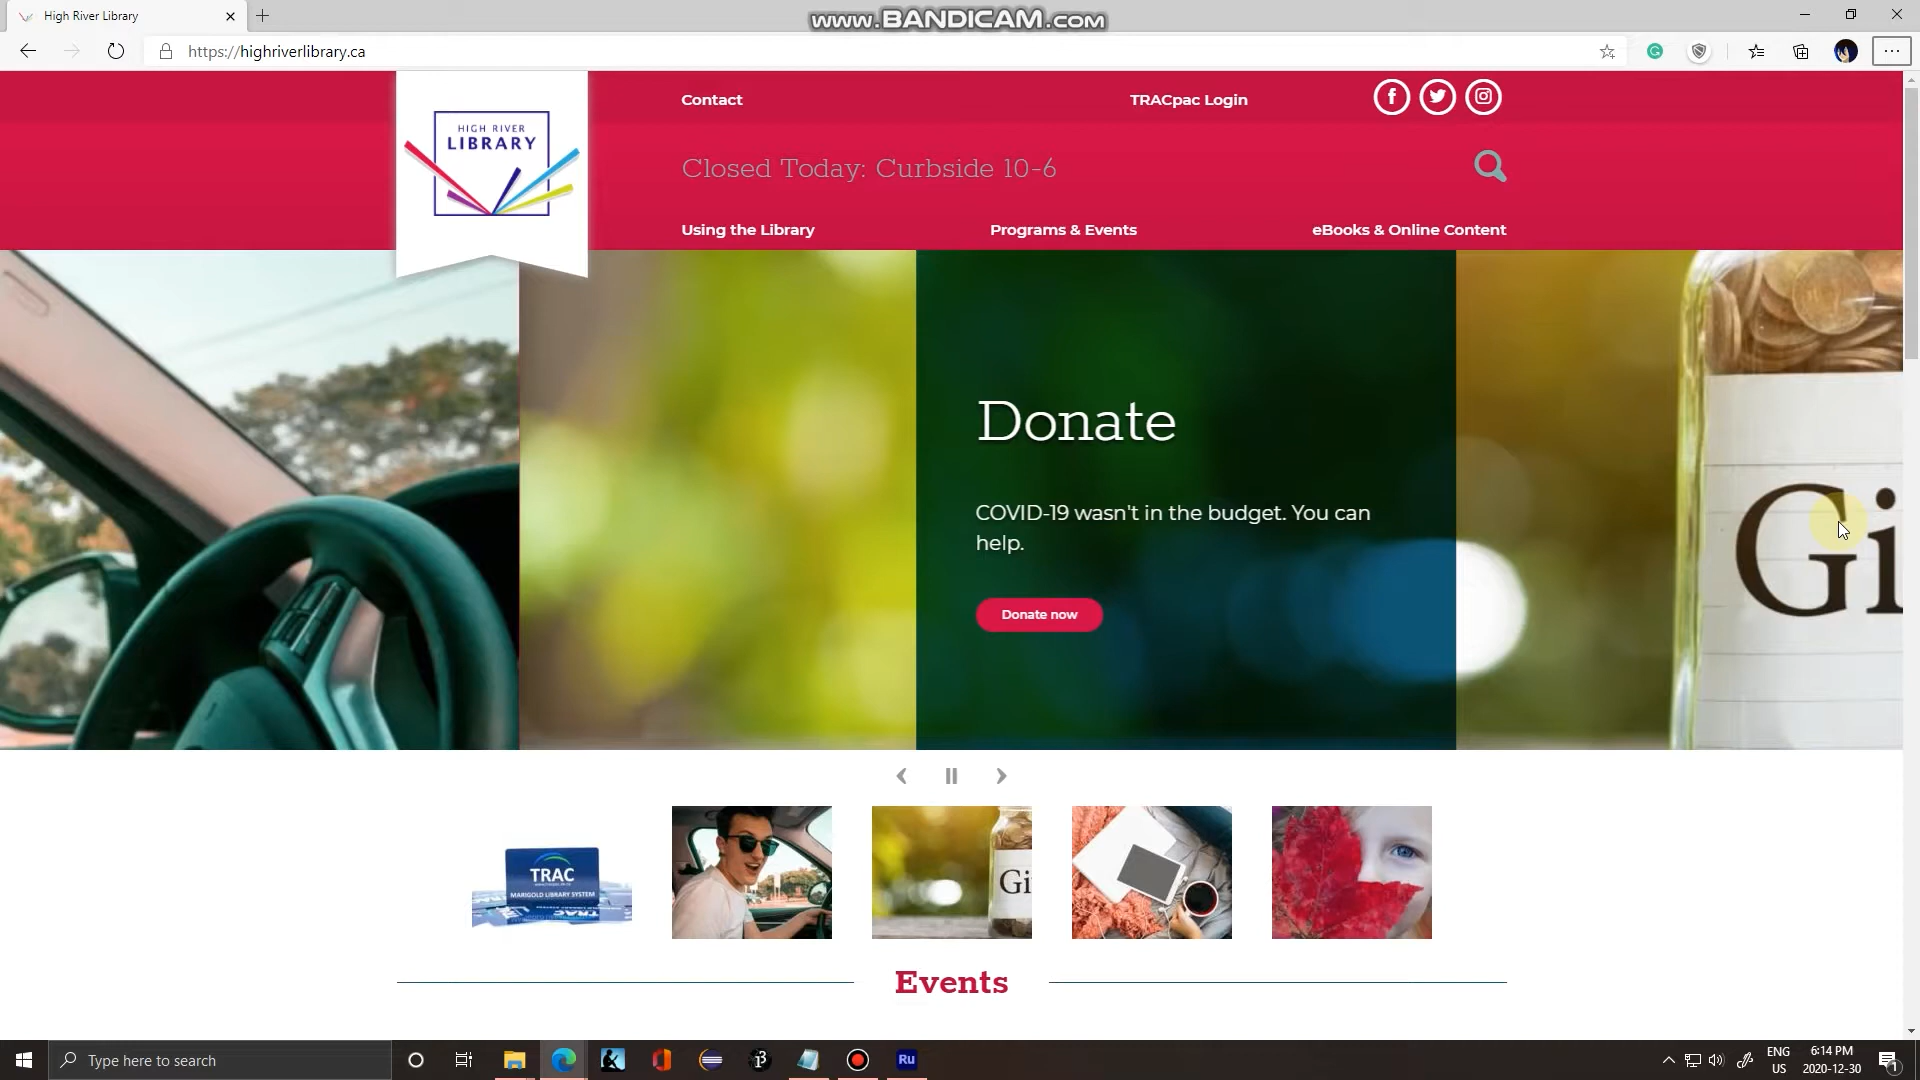 High River Library
www.BANDICAM.com
https://highriverlibrary.ca
HIGH RIVER
LIBRARY
Contact
TRACpac Login
Closed Today: Curbside 10-6
Using the Library
Programs & Events
eBooks & Online Content
Donate
COVID-19 wasn't in the budget. You can
help.
Donate now
Gi
TRAC
MARIGOLD LIBRARY SYSTEM
TRAC
Gi
Events
Type here to search
Ru
ENG
US
6:14 PM
2020-12-30
1